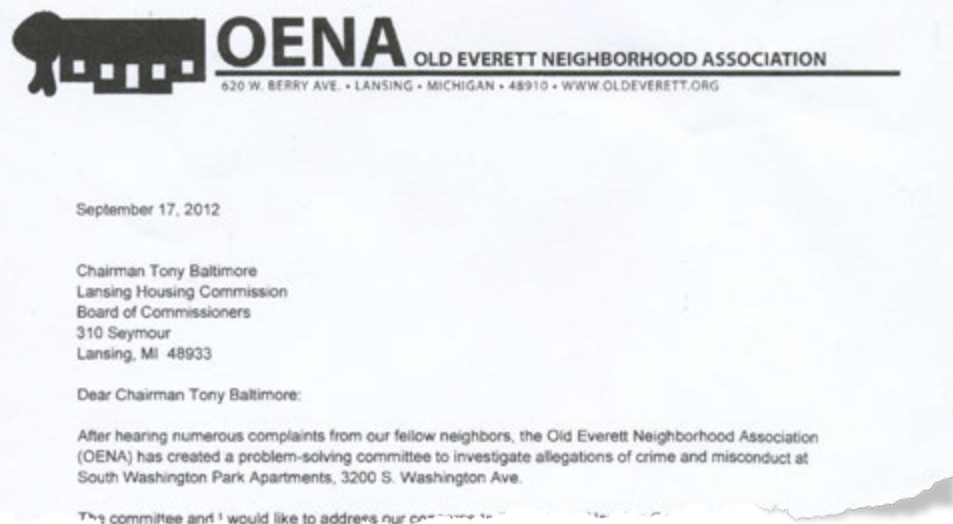 OENA OLD EVERETT NEIGHBORHOOD ASSOCIATION
620 W. BERRY AVE. • LANSING • MICHIGAN • 48910 • WWW.OLDEVERETT.ORG
September 17, 2012
Chairman Tony Baltimore
Lansing Housing Commission
Board of Commissioners
310 Seymour
Lansing, MI 48933
Dear Chairman Tony Baltimore:
After hearing numerous complaints from our fellow neighbors, the Old Everett Neighborhood Association
(OENA) has created a problem-solving committee to investigate allegations of crime and misconduct at
South Washington Park Apartments, 3200 S. Washington Ave.
The committee and I would like to address our